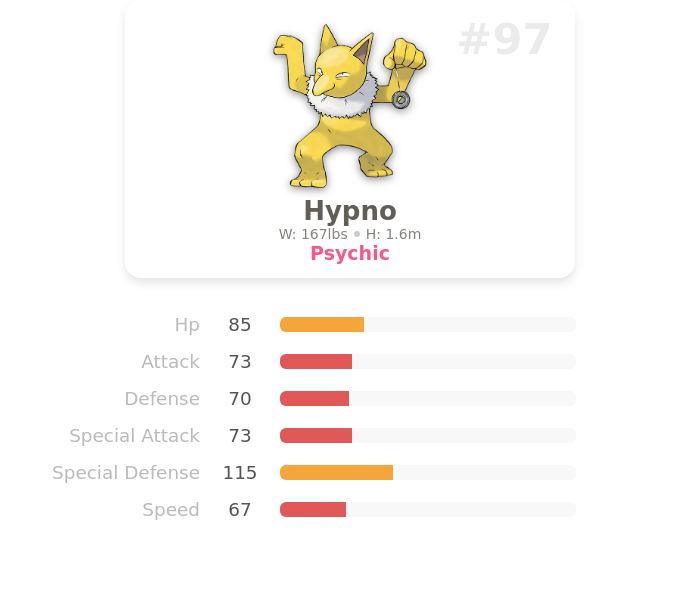 #97
Hypno
W: 167lbs • H: 1.6m
Psychic
Hp 85
Attack 73
Defense 70
Special Attack 73
Special Defense 115
Speed 67